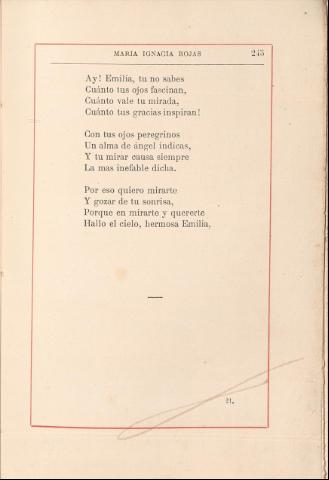 MARIA IGNACIA ROJAS 245
Ay! Emilia, tu no sabes
Cuánto tus ojos fascinan,
Cuánto vale tu mirada,
Cuánto tus gracias inspiran!
Con tus ojos peregrinos
Un alma de ángel indicas,
Y tu mirar causa siempre
La mas inefable dicha.
Por eso quiero mirarte
Y gozar de tu sonrisa,
Porque en mirarte y quererte
Hallo el cielo, hermosa Emilia.
21.